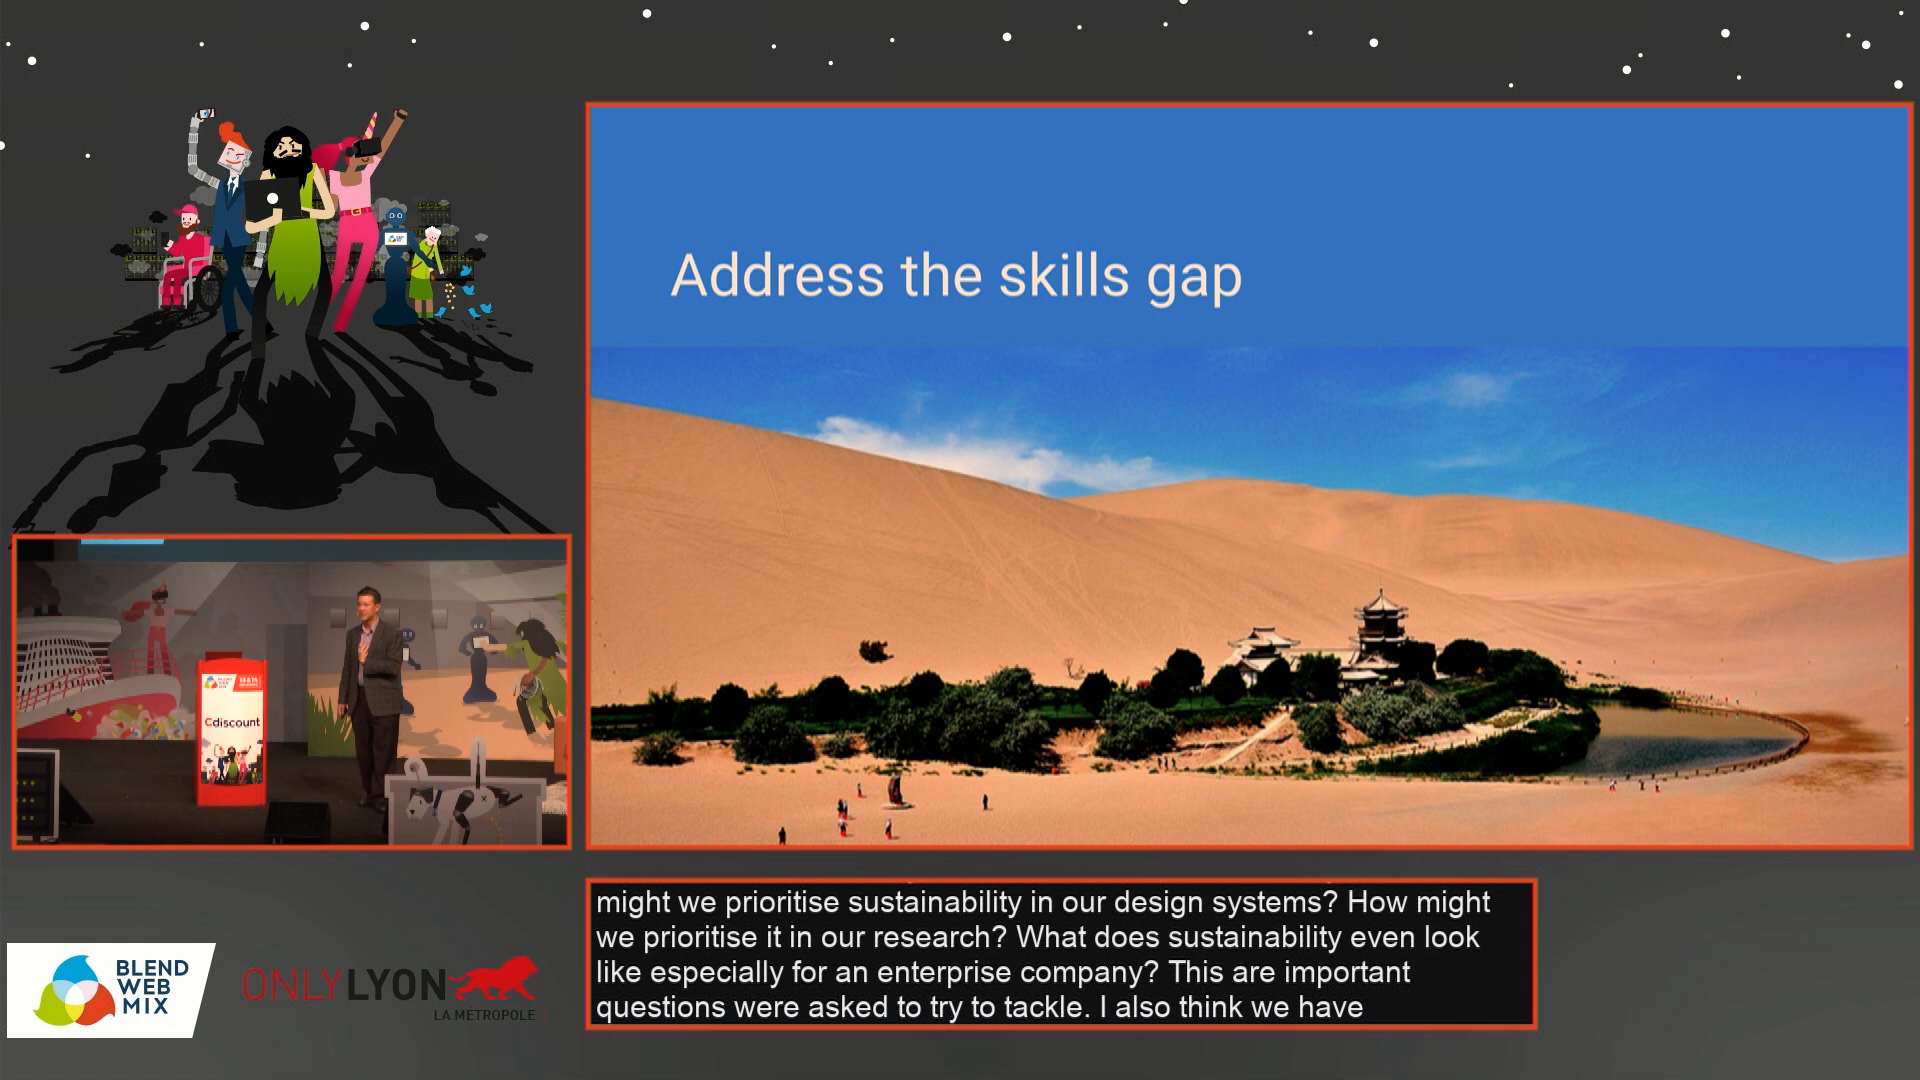 Address the skills gap
Cdiscount
might we prioritise sustainability in our design systems? How might
we prioritise it in our research? What does sustainability even look
like especially for an enterprise company? This are important
questions were asked to try to tackle. I also think we have
BLEND
WEB
MIX
ONLYLYON
LA MÉTROPOLE